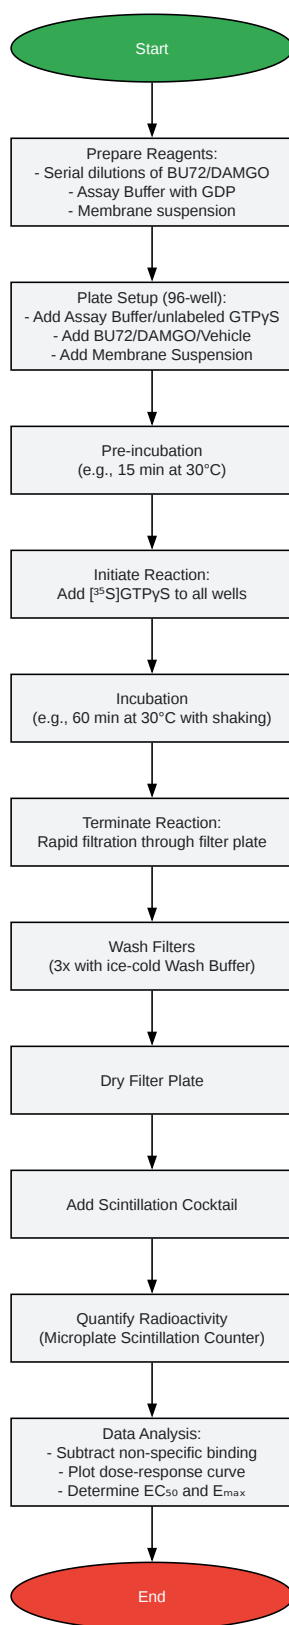 Start
Prepare Reagents:
- Serial dilutions of BU72/DAMGO
- Assay Buffer with GDP
- Membrane suspension
Plate Setup (96-well):
- Add Assay Buffer/unlabeled GTPγS
- Add BU72/DAMGO/Vehicle
- Add Membrane Suspension
Pre-incubation
(e.g., 15 min at 30°C)
Initiate Reaction:
Add [³⁵S]GTPγS to all wells
Incubation
(e.g., 60 min at 30°C with shaking)
Terminate Reaction:
Rapid filtration through filter plate
Wash Filters
(3x with ice-cold Wash Buffer)
Dry Filter Plate
Add Scintillation Cocktail
Quantify Radioactivity
(Microplate Scintillation Counter)
Data Analysis:
- Subtract non-specific binding
- Plot dose-response curve
- Determine EC₅₀ and Eₘₐₓ
End